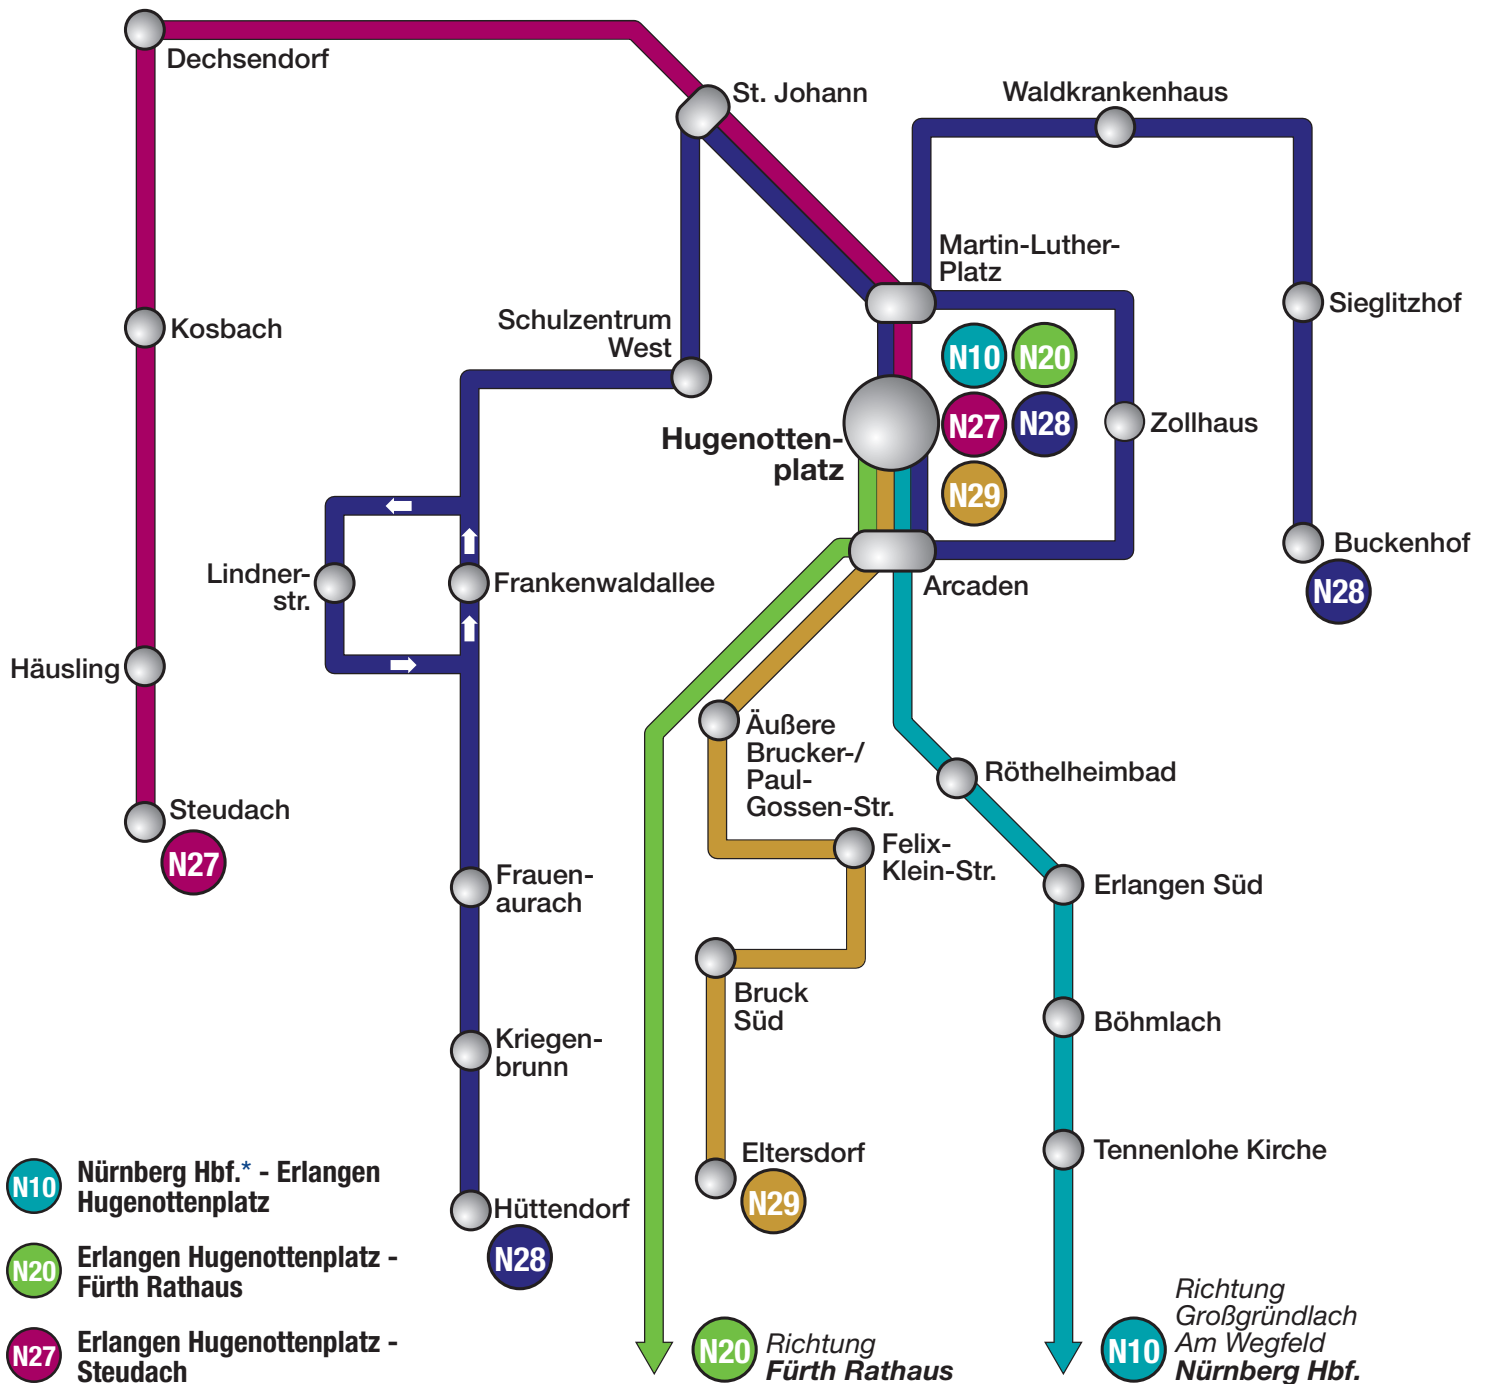 Dechsendorf
St. Johann
Waldkrankenhaus
Martin-Luther-
Platz
Sieglitzhof
Kosbach
Schulzentrum
West
N10
N20
N27
N28
N29
Hugenotten-
platz
Zollhaus
Buckenhof
N28
Lindner-
str.
Frankenwaldallee
Arcaden
Häusling
Äußere
Brucker-/
Paul-
Gossen-Str.
Röthelheimbad
Steudach
N27
Felix-
Klein-Str.
Erlangen Süd
Frauen-
aurach
Bruck
Süd
Böhmlach
Kriegen-
brunn
Eltersdorf
N29
Tennenlohe Kirche
Hüttendorf
N28
N10
Nürnberg Hbf.* - Erlangen
Hugenottenplatz
N20
Erlangen Hugenottenplatz -
Fürth Rathaus
N27
Erlangen Hugenottenplatz -
Steudach
N20
Richtung
Fürth Rathaus
N10
Richtung
Großgründlach
Am Wegfeld
Nürnberg Hbf.